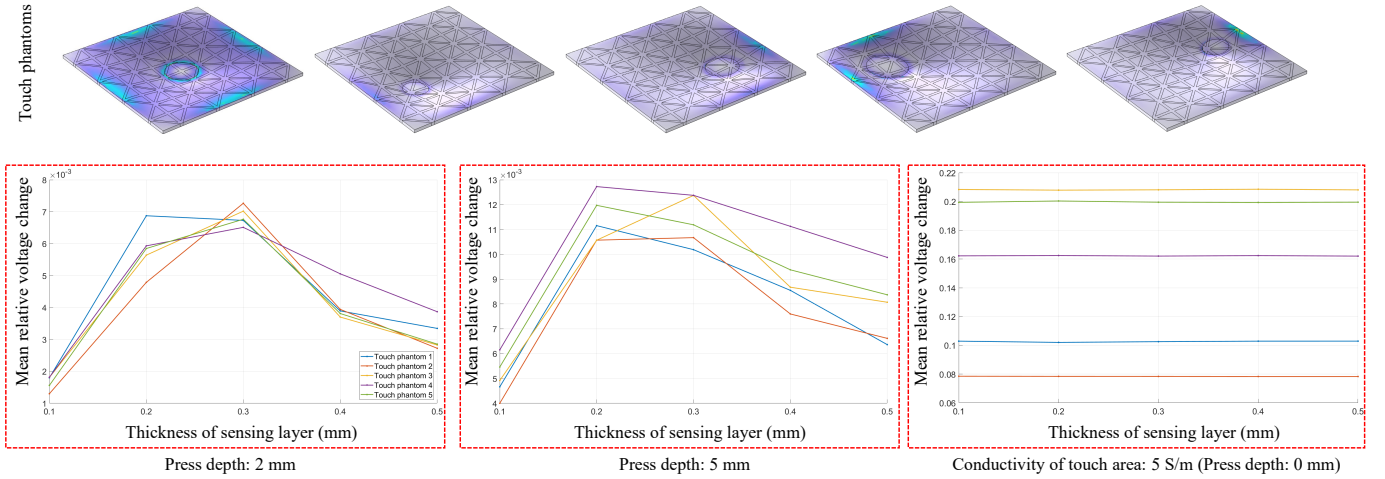 Touch phantoms
×10⁻³
Mean relative voltage change
8
7
6
5
4
3
2
1
0.1
0.2
0.3
0.4
0.5
Touch phantom 1
Touch phantom 2
Touch phantom 3
Touch phantom 4
Touch phantom 5
Thickness of sensing layer (mm)
Press depth: 2 mm
×10⁻³
Mean relative voltage change
13
12
11
10
9
8
7
6
5
4
0.1
0.2
0.3
0.4
0.5
Thickness of sensing layer (mm)
Press depth: 5 mm
Mean relative voltage change
0.22
0.2
0.18
0.16
0.14
0.12
0.1
0.08
0.06
0.1
0.2
0.3
0.4
0.5
Thickness of sensing layer (mm)
Conductivity of touch area: 5 S/m (Press depth: 0 mm)